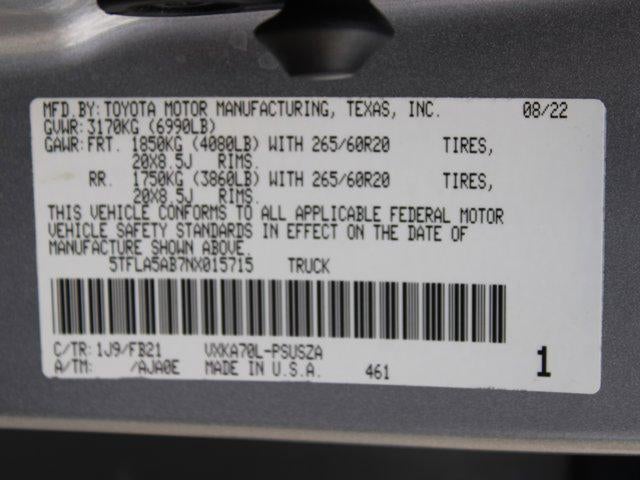 MFD.BY:TOYOTA MOTOR MANUFACTURING, TEXAS, INC. 08/22
GVWR:3170KG (6990LB)
GAWR:FRT. 1850KG (4080LB) WITH 265/60R20 TIRES,
20X8.5J RIMS.
RR. 1750KG (3860LB) WITH 265/60R20 TIRES,
20X8.5J RIMS.
THIS VEHICLE CONFORMS TO ALL APPLICABLE FEDERAL MOTOR
VEHICLE SAFETY STANDARDS IN EFFECT ON THE DATE OF
MANUFACTURE SHOWN ABOVE.
5TFLA5AB7NX015715 TRUCK
C/TR:1J9/FB21 VXKA70L-PSUSZA
A/TM: /AJA0E MADE IN U.S.A. 461 1